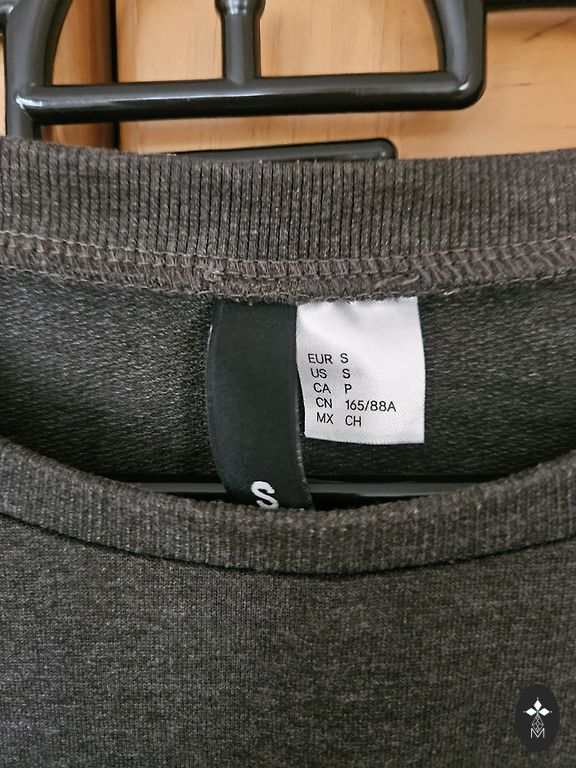 EUR S
US S
CA P
CN 165/88A
MX CH
S
M